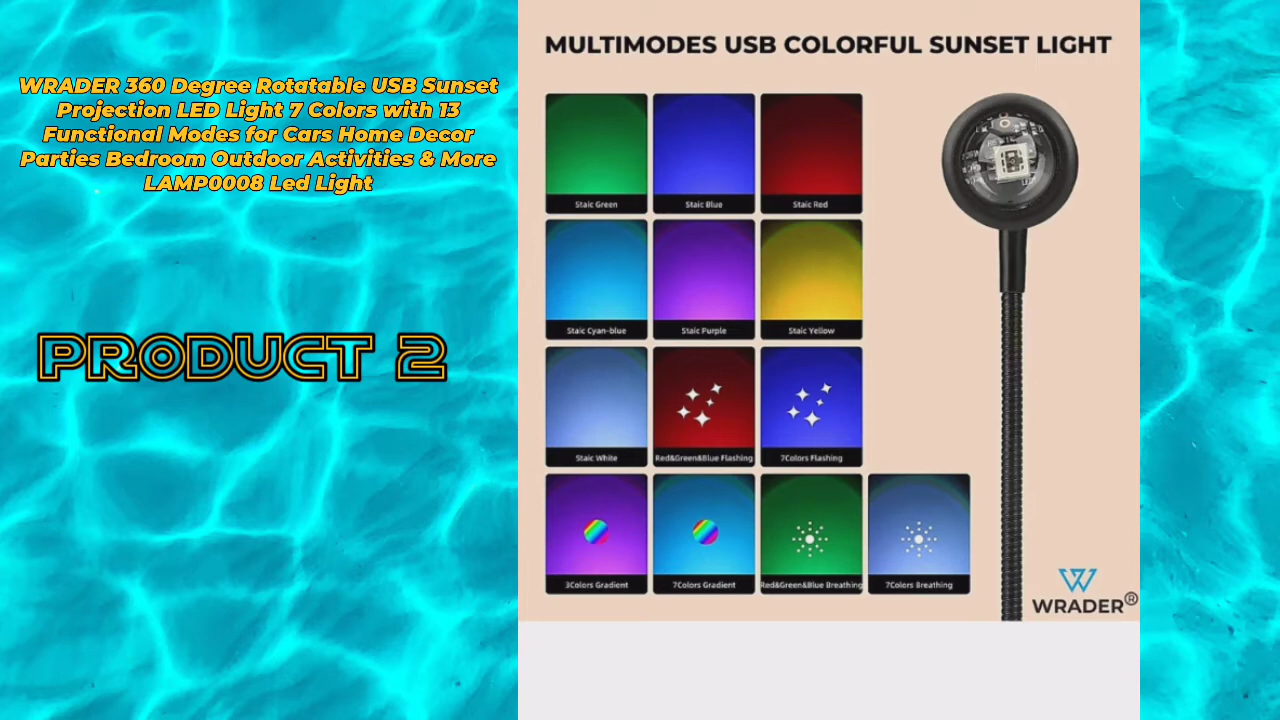 WRADER 360 Degree Rotatable USB Sunset
Projection LED Light 7 Colors with 13
Functional Modes for Cars Home Decor
Parties Bedroom Outdoor Activities & More
LAMP0008 Led Light
PRODUCT 2
MULTIMODES USB COLORFUL SUNSET LIGHT
Staic Green
Staic Blue
Staic Red
Staic Cyan-blue
Staic Purple
Staic Yellow
Staic White
Red&Green&Blue Flashing
7Colors Flashing
3Colors Gradient
7Colors Gradient
Red&Green&Blue Breathing
7Colors Breathing
WRADER®